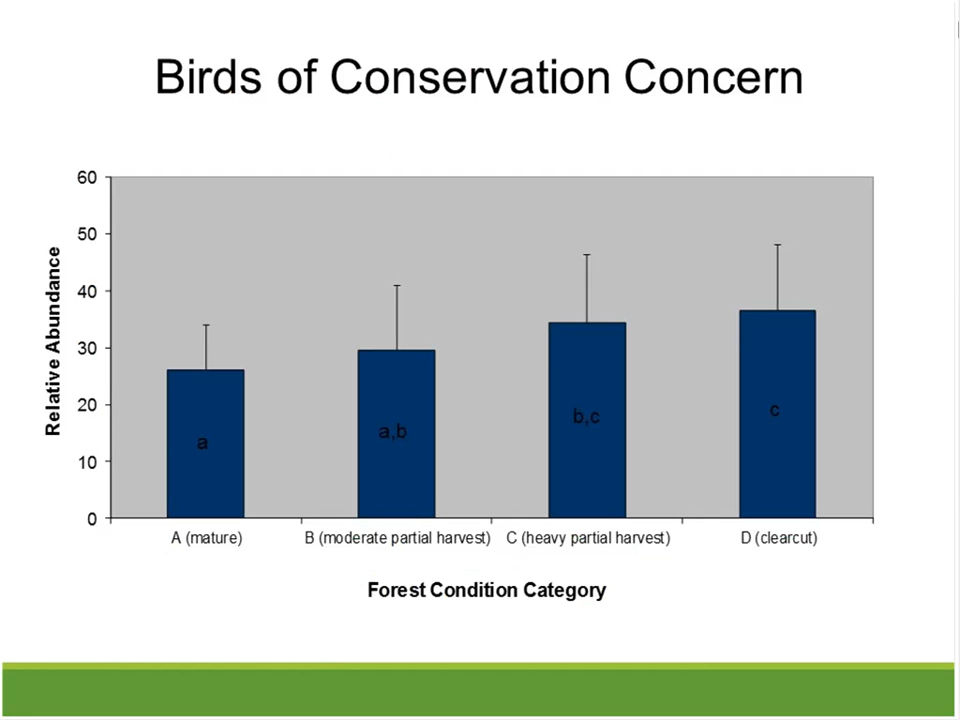 Birds of Conservation Concern
60
50
40
30
20
10
0
Relative Abundance
a
a,b
b,c
c
A (mature)
B (moderate partial harvest)
C (heavy partial harvest)
D (clearcut)
Forest Condition Category